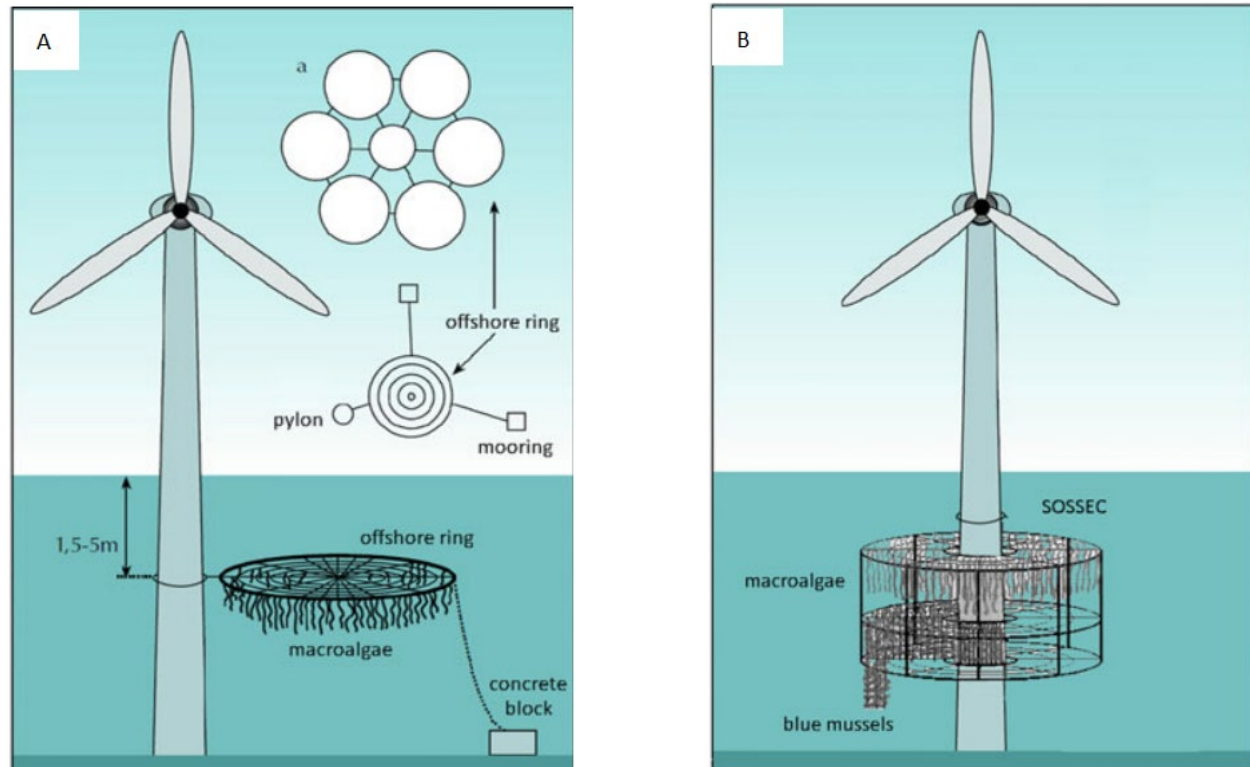 A
a
offshore ring
pylon
mooring
1,5-5m
offshore ring
macroalgae
concrete
block
B
SOSSEC
macroalgae
blue mussels